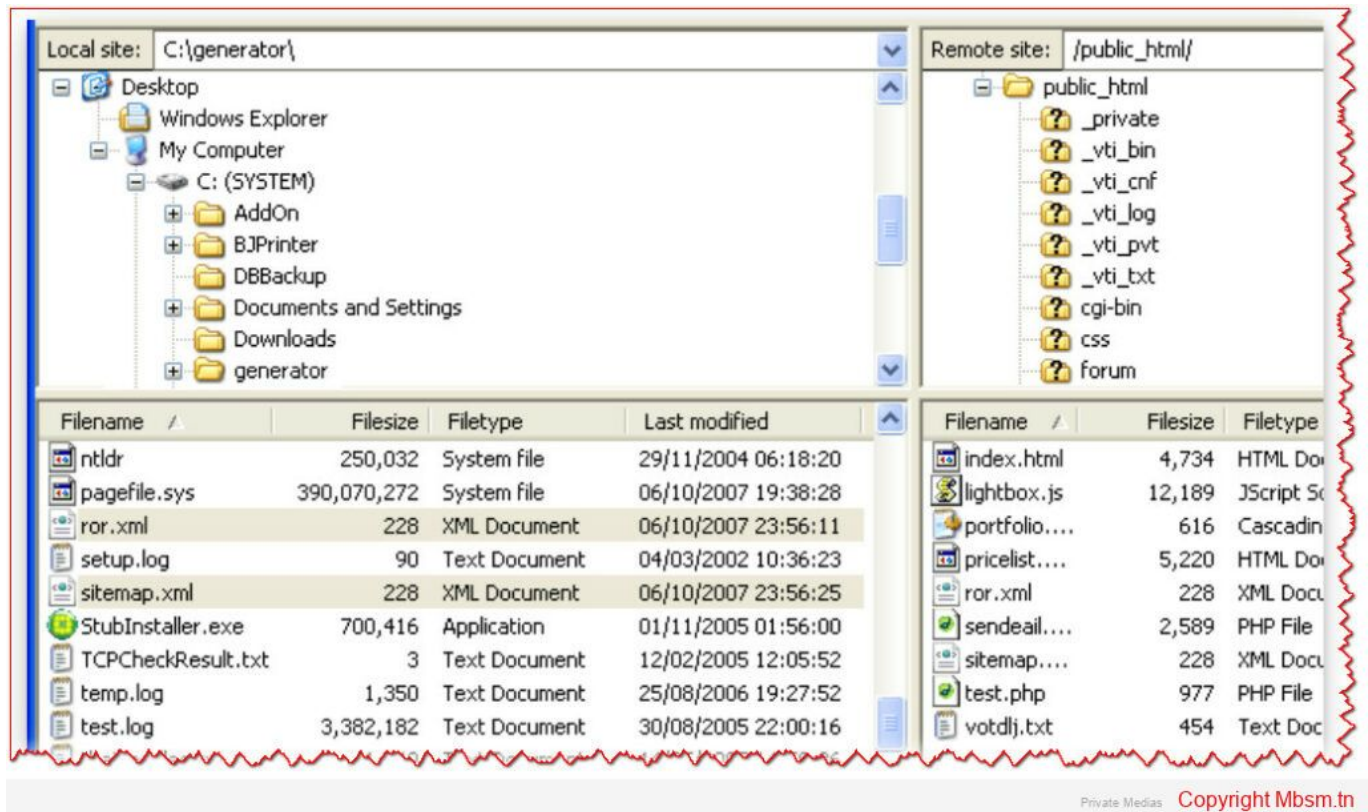 Local site: C:\generator\
Desktop
Windows Explorer
My Computer
C: (SYSTEM)
AddOn
BJPrinter
DBBackup
Documents and Settings
Downloads
generator
Filename Filesize Filetype Last modified
ntldr 250,032 System file 29/11/2004 06:18:20
pagefile.sys 390,070,272 System file 06/10/2007 19:38:28
ror.xml 228 XML Document 06/10/2007 23:56:11
setup.log 90 Text Document 04/03/2002 10:36:23
sitemap.xml 228 XML Document 06/10/2007 23:56:25
StubInstaller.exe 700,416 Application 01/11/2005 01:56:00
TCPCheckResult.txt 3 Text Document 12/02/2005 12:05:52
temp.log 1,350 Text Document 25/08/2006 19:27:52
test.log 3,382,182 Text Document 30/08/2005 22:00:16
Remote site: /public_html/
public_html
_private
_vti_bin
_vti_cnf
_vti_log
_vti_pvt
_vti_txt
cgi-bin
css
forum
Filename Filesize Filetype
index.html 4,734 HTML Do
lightbox.js 12,189 JScript Sc
portfolio.... 616 Cascadin
pricelist.... 5,220 HTML Do
ror.xml 228 XML Docu
sendeail.... 2,589 PHP File
sitemap.... 228 XML Docu
test.php 977 PHP File
votdlj.txt 454 Text Doc
Private Medias Copyright Mbsm.tn